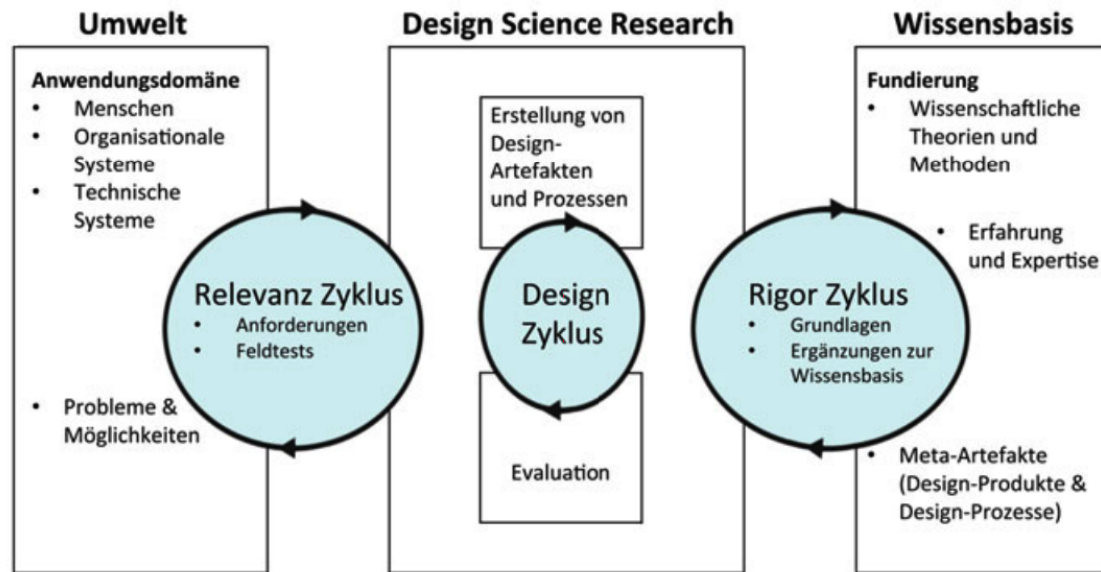 Umwelt
Design Science Research
Wissensbasis
Anwendungsdomäne
• Menschen
• Organisationale
Systeme
• Technische
Systeme
• Probleme &
Möglichkeiten
Relevanz Zyklus
• Anforderungen
• Feldtests
Erstellung von
Design-
Artefakten
und Prozessen
Design
Zyklus
Evaluation
Rigor Zyklus
• Grundlagen
• Ergänzungen zur
Wissensbasis
Fundierung
• Wissenschaftliche
Theorien und
Methoden
• Erfahrung
und Expertise
• Meta-Artefakte
(Design-Produkte &
Design-Prozesse)